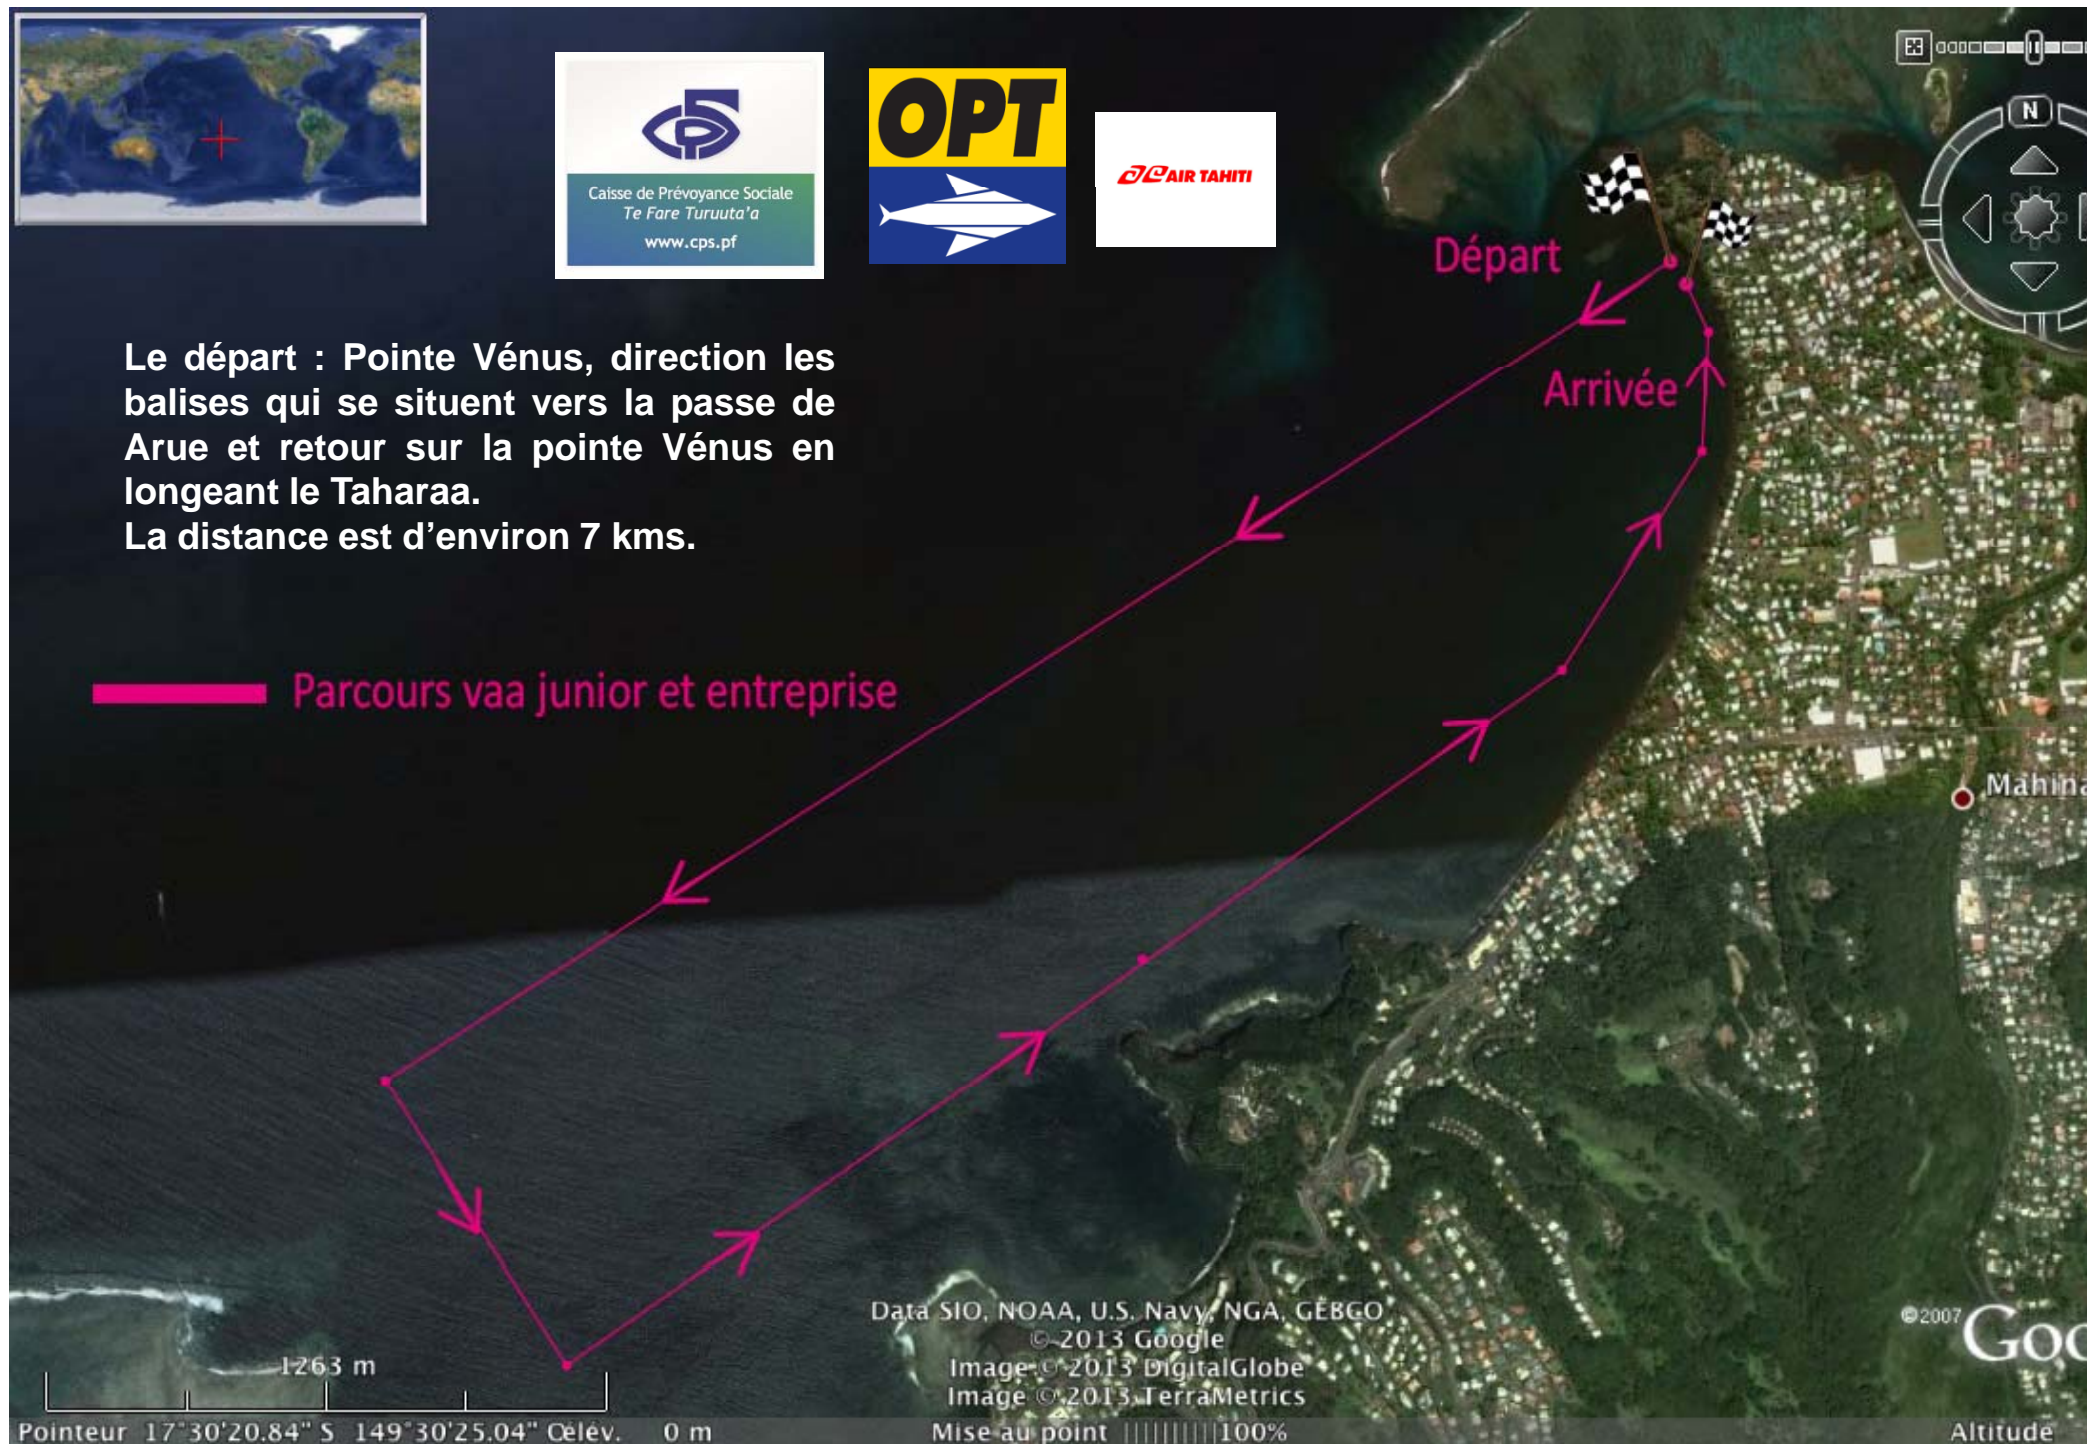 Caisse de Prévoyance Sociale
Te Fare Turuuta'a
www.cps.pf
OPT
AIR TAHITI
N
Départ
Arrivée
Le départ : Pointe Vénus, direction les
balises qui se situent vers la passe de
Arue et retour sur la pointe Vénus en
longeant le Taharaa.
La distance est d'environ 7 kms.
Parcours vaa junior et entreprise
Mahina
Data SIO, NOAA, U.S. Navy, NGA, GEBCO
© 2013 Google
Image © 2013 DigitalGlobe
Image © 2013 TerraMetrics
©2007 Goo
1263 m
Pointeur 17°30'20.84" S 149°30'25.04" O élév. 0 m
Mise au point ||||||||| 100%
Altitude